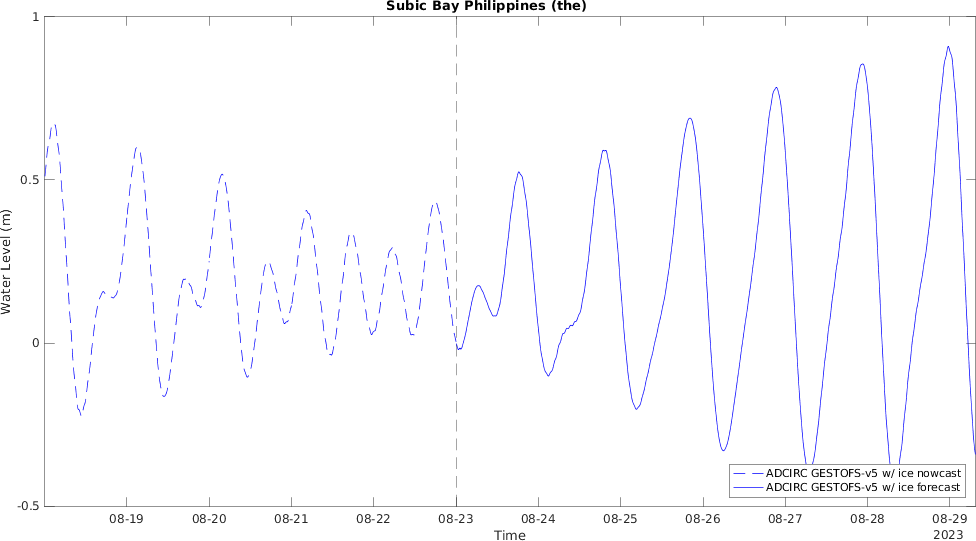 Subic Bay Philippines (the)
Water Level (m)
1
0.5
0
-0.5
ADCIRC GESTOFS-v5 w/ ice nowcast
ADCIRC GESTOFS-v5 w/ ice forecast
08-19 08-20 08-21 08-22 08-23 08-24 08-25 08-26 08-27 08-28 08-29
Time
2023